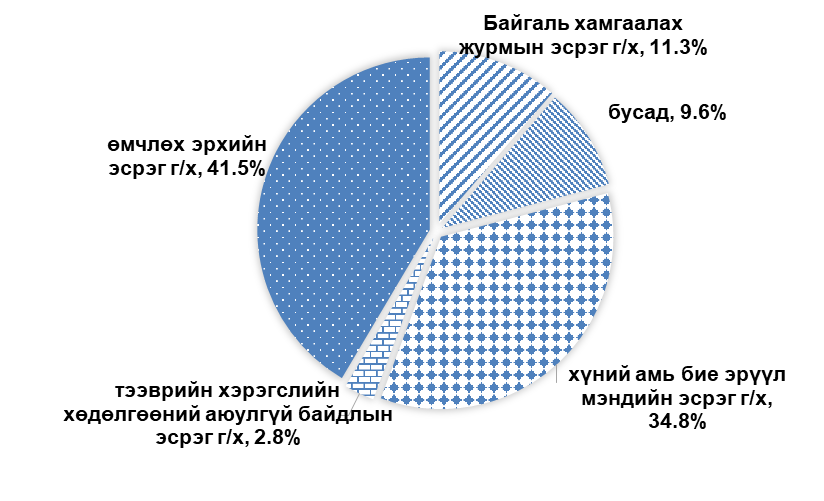 Байгаль хамгаалах
журмын эсрэг г/х, 11.3%
бусад, 9.6%
өмчлөх эрхийн
эсрэг г/х, 41.5%
хүний амь бие эрүүл
мэндийн эсрэг г/х,
34.8%
тээврийн хэрэгслийн
хөдөлгөөний аюулгүй байдлын
эсрэг г/х, 2.8%